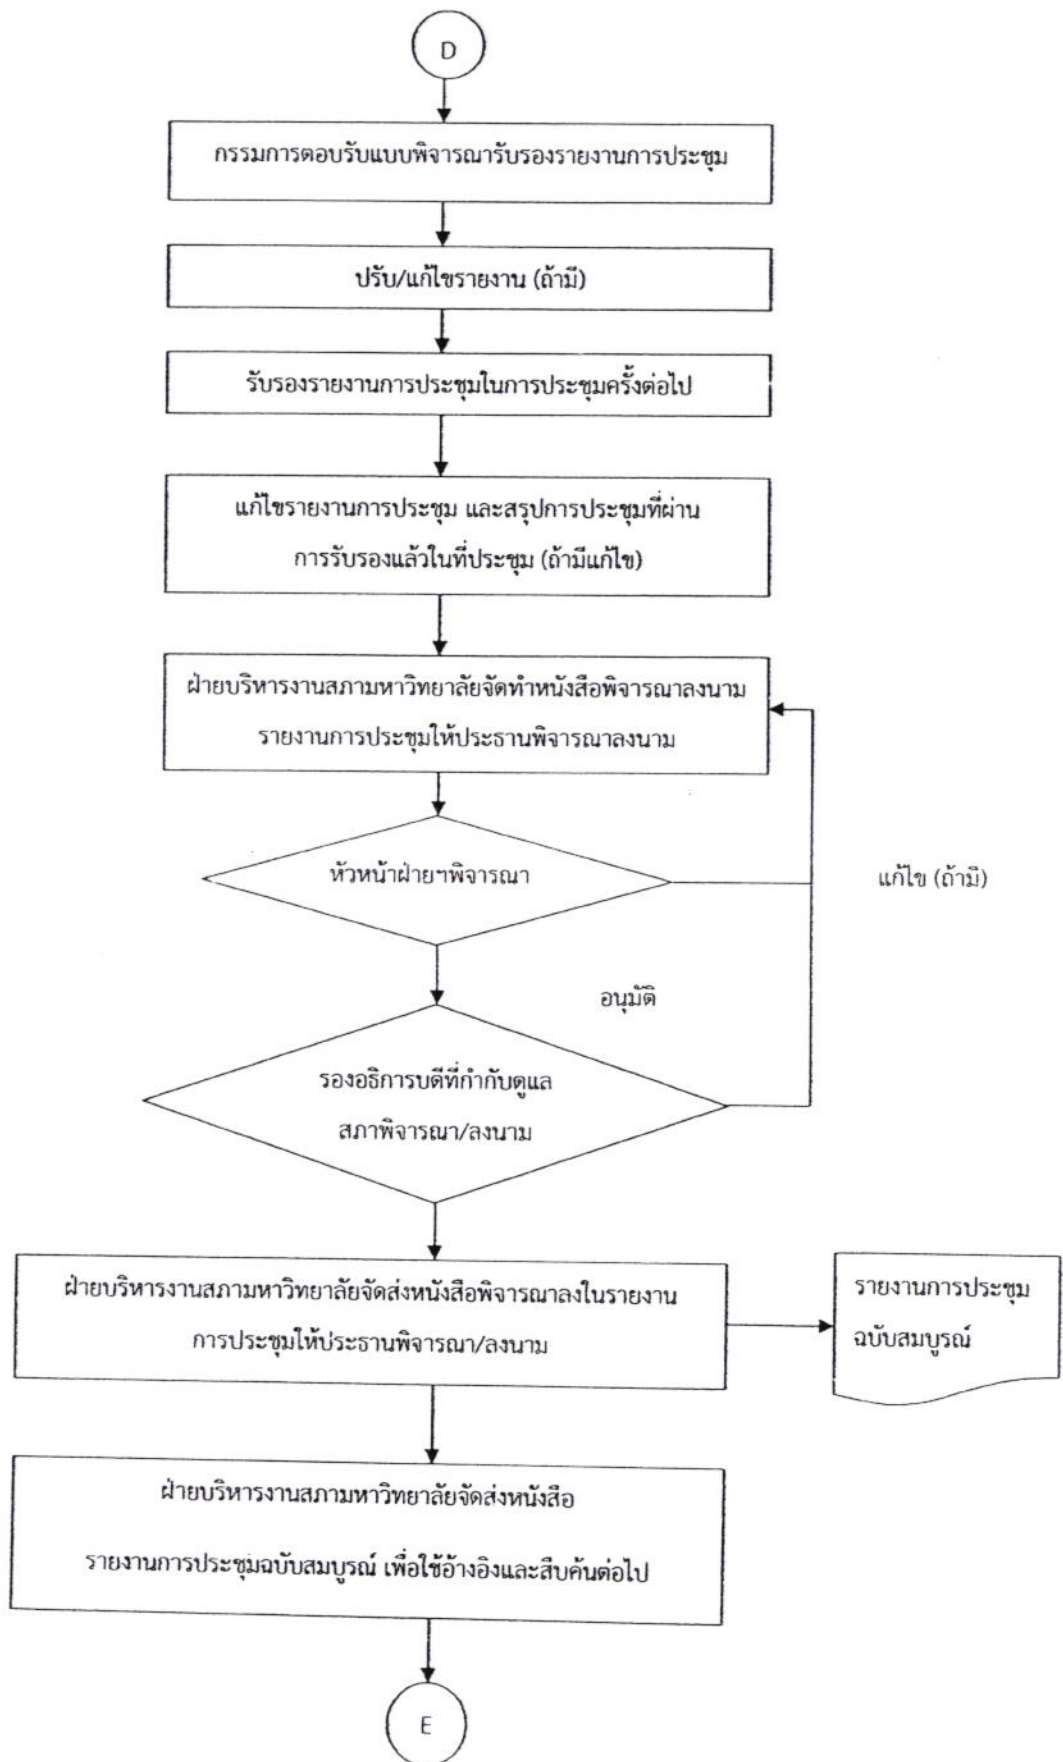 D
กรรมการตอบรับแบบพิจารณารับรองรายงานการประชุม
ปรับ/แก้ไขรายงาน (ถ้ามี)
รับรองรายงานการประชุมในการประชุมครั้งต่อไป
แก้ไขรายงานการประชุม และสรุปการประชุมที่ผ่าน
การรับรองแล้วในที่ประชุม (ถ้ามีแก้ไข)
ฝ่ายบริหารงานสภามหาวิทยาลัยจัดทำหนังสือพิจารณาลงนาม
รายงานการประชุมให้ประธานพิจารณาลงนาม
หัวหน้าฝ่ายฯพิจารณา
แก้ไข (ถ้ามี)
อนุมัติ
รองอธิการบดีที่กำกับดูแล
สภาพิจารณา/ลงนาม
ฝ่ายบริหารงานสภามหาวิทยาลัยจัดส่งหนังสือพิจารณาลงในรายงาน
การประชุมให้ประธานพิจารณา/ลงนาม
รายงานการประชุม
ฉบับสมบูรณ์
ฝ่ายบริหารงานสภามหาวิทยาลัยจัดส่งหนังสือ
รายงานการประชุมฉบับสมบูรณ์ เพื่อใช้อ้างอิงและสืบค้นต่อไป
E